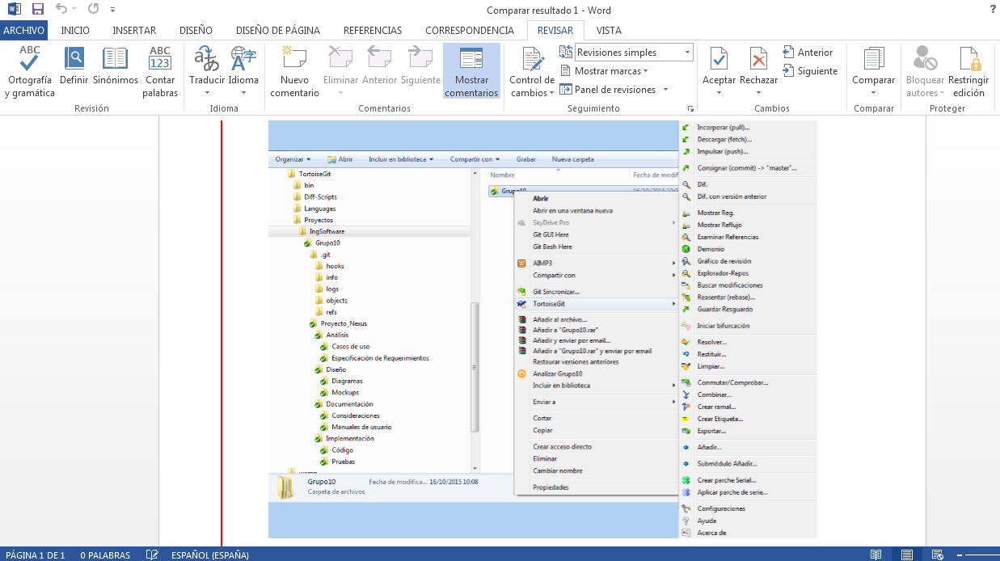 Comparar resultado 1 - Word
?
ARCHIVO INICIO INSERTAR DISEÑO DISEÑO DE PÁGINA REFERENCIAS CORRESPONDENCIA REVISAR VISTA
ABC
Ortografía y gramática
Definir
Sinónimos
ABC
123
Contar palabras
Revisión
Traducir
Idioma
Idioma
Nuevo comentario
Eliminar
Anterior
Siguiente
Mostrar comentarios
Comentarios
Control de cambios
Revisiones simples
Mostrar marcas
Panel de revisiones
Seguimiento
Aceptar
Rechazar
Anterior
Siguiente
Cambios
Comparar
Comparar
Bloquear autores
Restringir edición
Proteger
Organizar Abrir Incluir en biblioteca Compartir con Grabar Nueva carpeta
TortoiseGit
bin
Diff-Scripts
Languages
Proyectos
IngSoftware
Grupo10
.git
hooks
info
logs
objects
refs
Proyecto_Nexus
Análisis
Casos de uso
Especificación de Requerimientos
Diseño
Diagramas
Mockups
Documentación
Consideraciones
Manuales de usuario
Implementación
Código
Pruebas
Nombre Fecha de modif
Grupo10
Abrir
Abrir en una ventana nueva
SkyDrive Pro
Git GUI Here
Git Bash Here
AIMP3
Compartir con
Git Sincronizar...
TortoiseGit
Añadir al archivo...
Añadir a "Grupo10.rar"
Añadir y enviar por email...
Añadir a "Grupo10.rar" y enviar por email
Restaurar versiones anteriores
Analizar Grupo10
Incluir en biblioteca
Enviar a
Cortar
Copiar
Crear acceso directo
Eliminar
Cambiar nombre
Propiedades
Incorporar (pull)...
Descargar (fetch)...
Impulsar (push)...
Consignar (commit) -> "master"...
Dif.
Dif. con versión anterior
Mostrar Reg.
Mostrar Reflujo
Examinar Referencias
Demonio
Gráfico de revisión
Explorador-Repos
Buscar modificaciones
Reasentar (rebase)...
Guardar Resguardo
Iniciar bifurcación
Resolver...
Restituir...
Limpiar...
Conmutar/Comprobar...
Combinar...
Crear ramal...
Crear Etiqueta...
Exportar...
Añadir...
Submódulo Añadir...
Crear parche Serial...
Aplicar parche de serie...
Configuraciones
Ayuda
Acerca de
Grupo10 Fecha de modifica... 16/10/2015 10:08
Carpeta de archivos
PÁGINA 1 DE 1 0 PALABRAS ESPAÑOL (ESPAÑA)